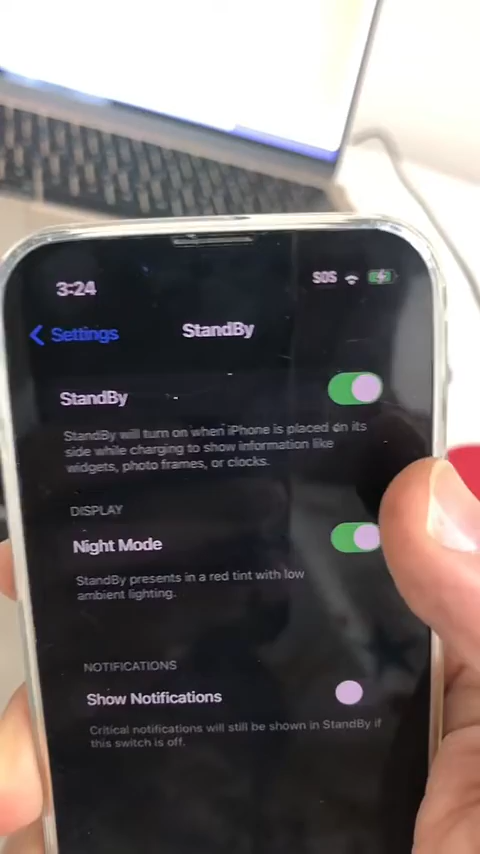 3:24 SOS
Settings StandBy
StandBy
StandBy will turn on when iPhone is placed on its
side while charging to show information like
widgets, photo frames, or clocks.
DISPLAY
Night Mode
StandBy presents in a red tint with low
ambient lighting.
NOTIFICATIONS
Show Notifications
Critical notifications will still be shown in StandBy if
this switch is off.